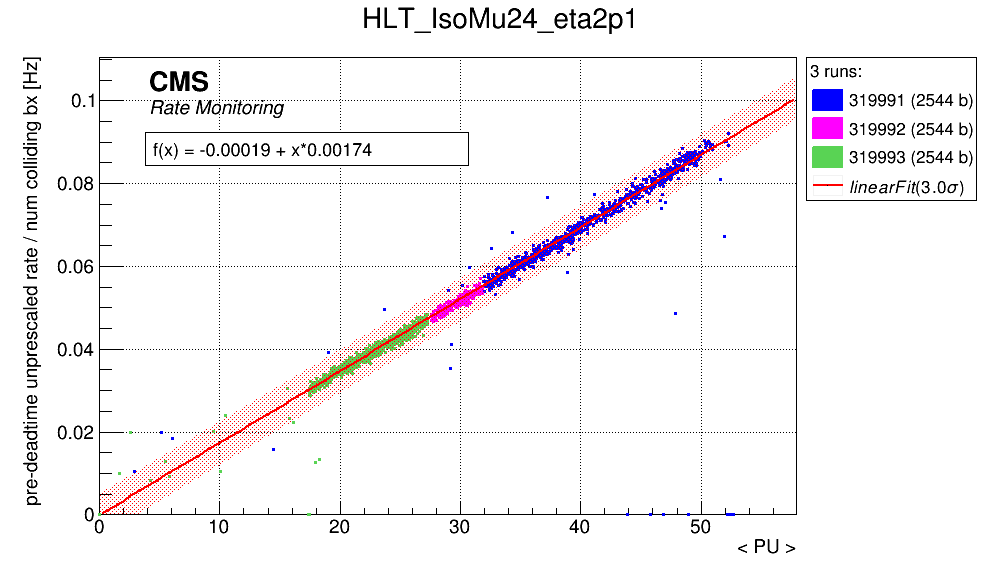 HLT_IsoMu24_eta2p1
pre-deadtime unprescaled rate / num colliding bx [Hz]
CMS
Rate Monitoring
f(x) = -0.00019 + x*0.00174
3 runs:
319991 (2544 b)
319992 (2544 b)
319993 (2544 b)
linearFit(3.0σ)
0.1
0.08
0.06
0.04
0.02
0
0 10 20 30 40 50
< PU >